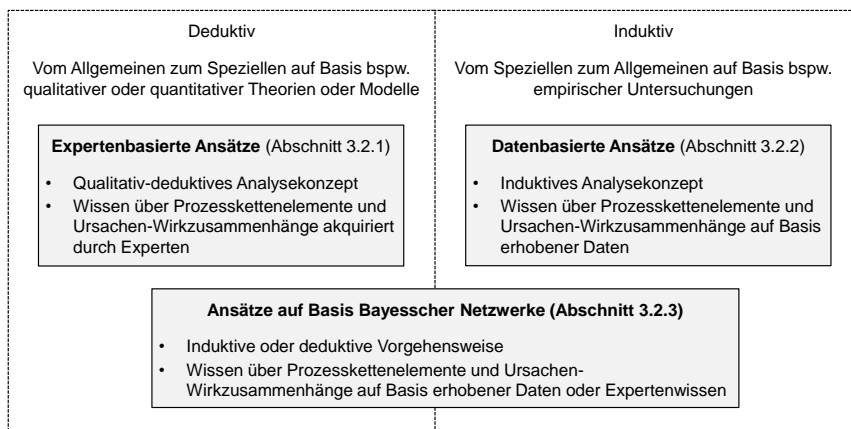 Deduktiv
Vom Allgemeinen zum Speziellen auf Basis bspw.
qualitativer oder quantitativer Theorien oder Modelle
Expertenbasierte Ansätze (Abschnitt 3.2.1)
• Qualitativ-deduktives Analysekonzept
• Wissen über Prozesskettenelemente und
Ursachen-Wirkzusammenhänge akquiriert
durch Experten
Induktiv
Vom Speziellen zum Allgemeinen auf Basis bspw.
empirischer Untersuchungen
Datenbasierte Ansätze (Abschnitt 3.2.2)
• Induktives Analysekonzept
• Wissen über Prozesskettenelemente und
Ursachen-Wirkzusammenhänge auf Basis
erhobener Daten
Ansätze auf Basis Bayesscher Netzwerke (Abschnitt 3.2.3)
• Induktive oder deduktive Vorgehensweise
• Wissen über Prozesskettenelemente und Ursachen-
Wirkzusammenhänge auf Basis erhobener Daten oder Expertenwissen